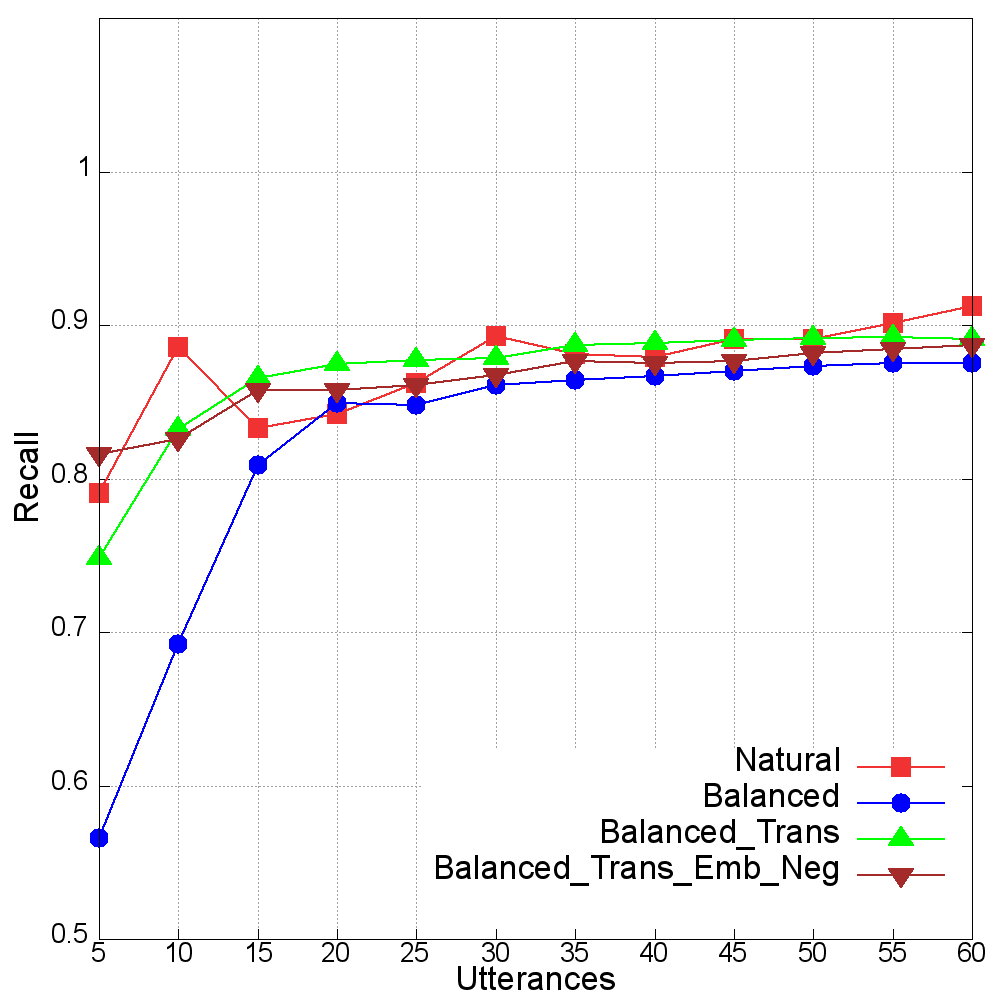 1
0.9
0.8
0.7
0.6
0.5
Recall
5 10 15 20 25 30 35 40 45 50 55 60
Utterances
Natural
Balanced
Balanced_Trans
Balanced_Trans_Emb_Neg